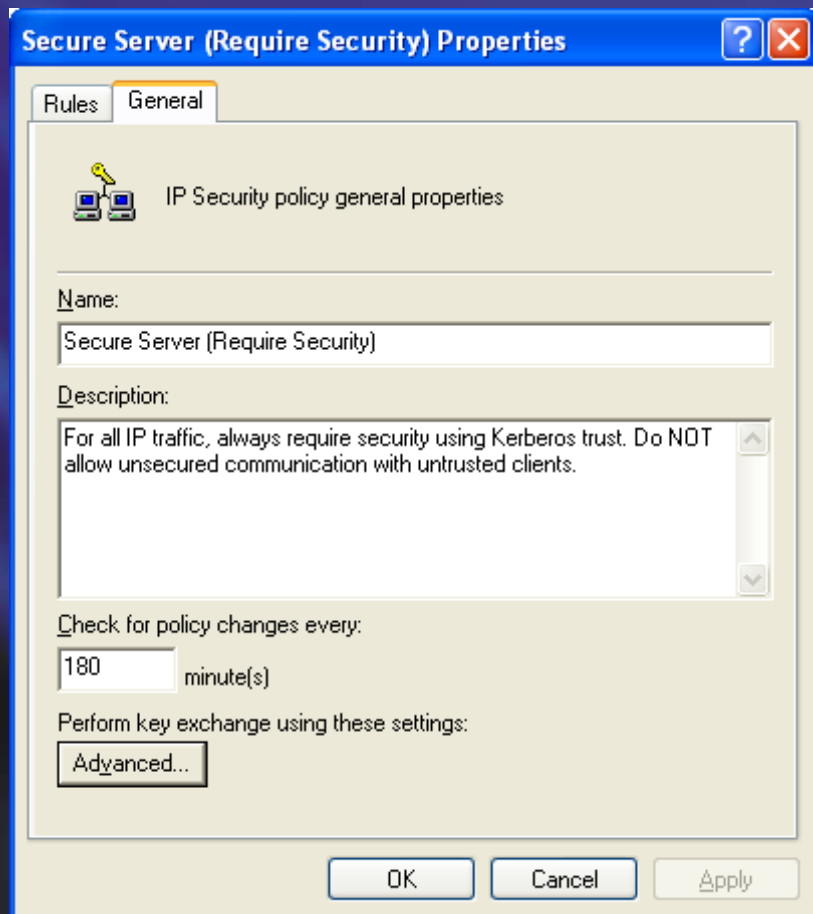 Secure Server (Require Security) Properties
Rules
General
IP Security policy general properties
Name:
Secure Server (Require Security)
Description:
For all IP traffic, always require security using Kerberos trust. Do NOT
allow unsecured communication with untrusted clients.
Check for policy changes every:
180 minute(s)
Perform key exchange using these settings:
Advanced...
OK Cancel Apply